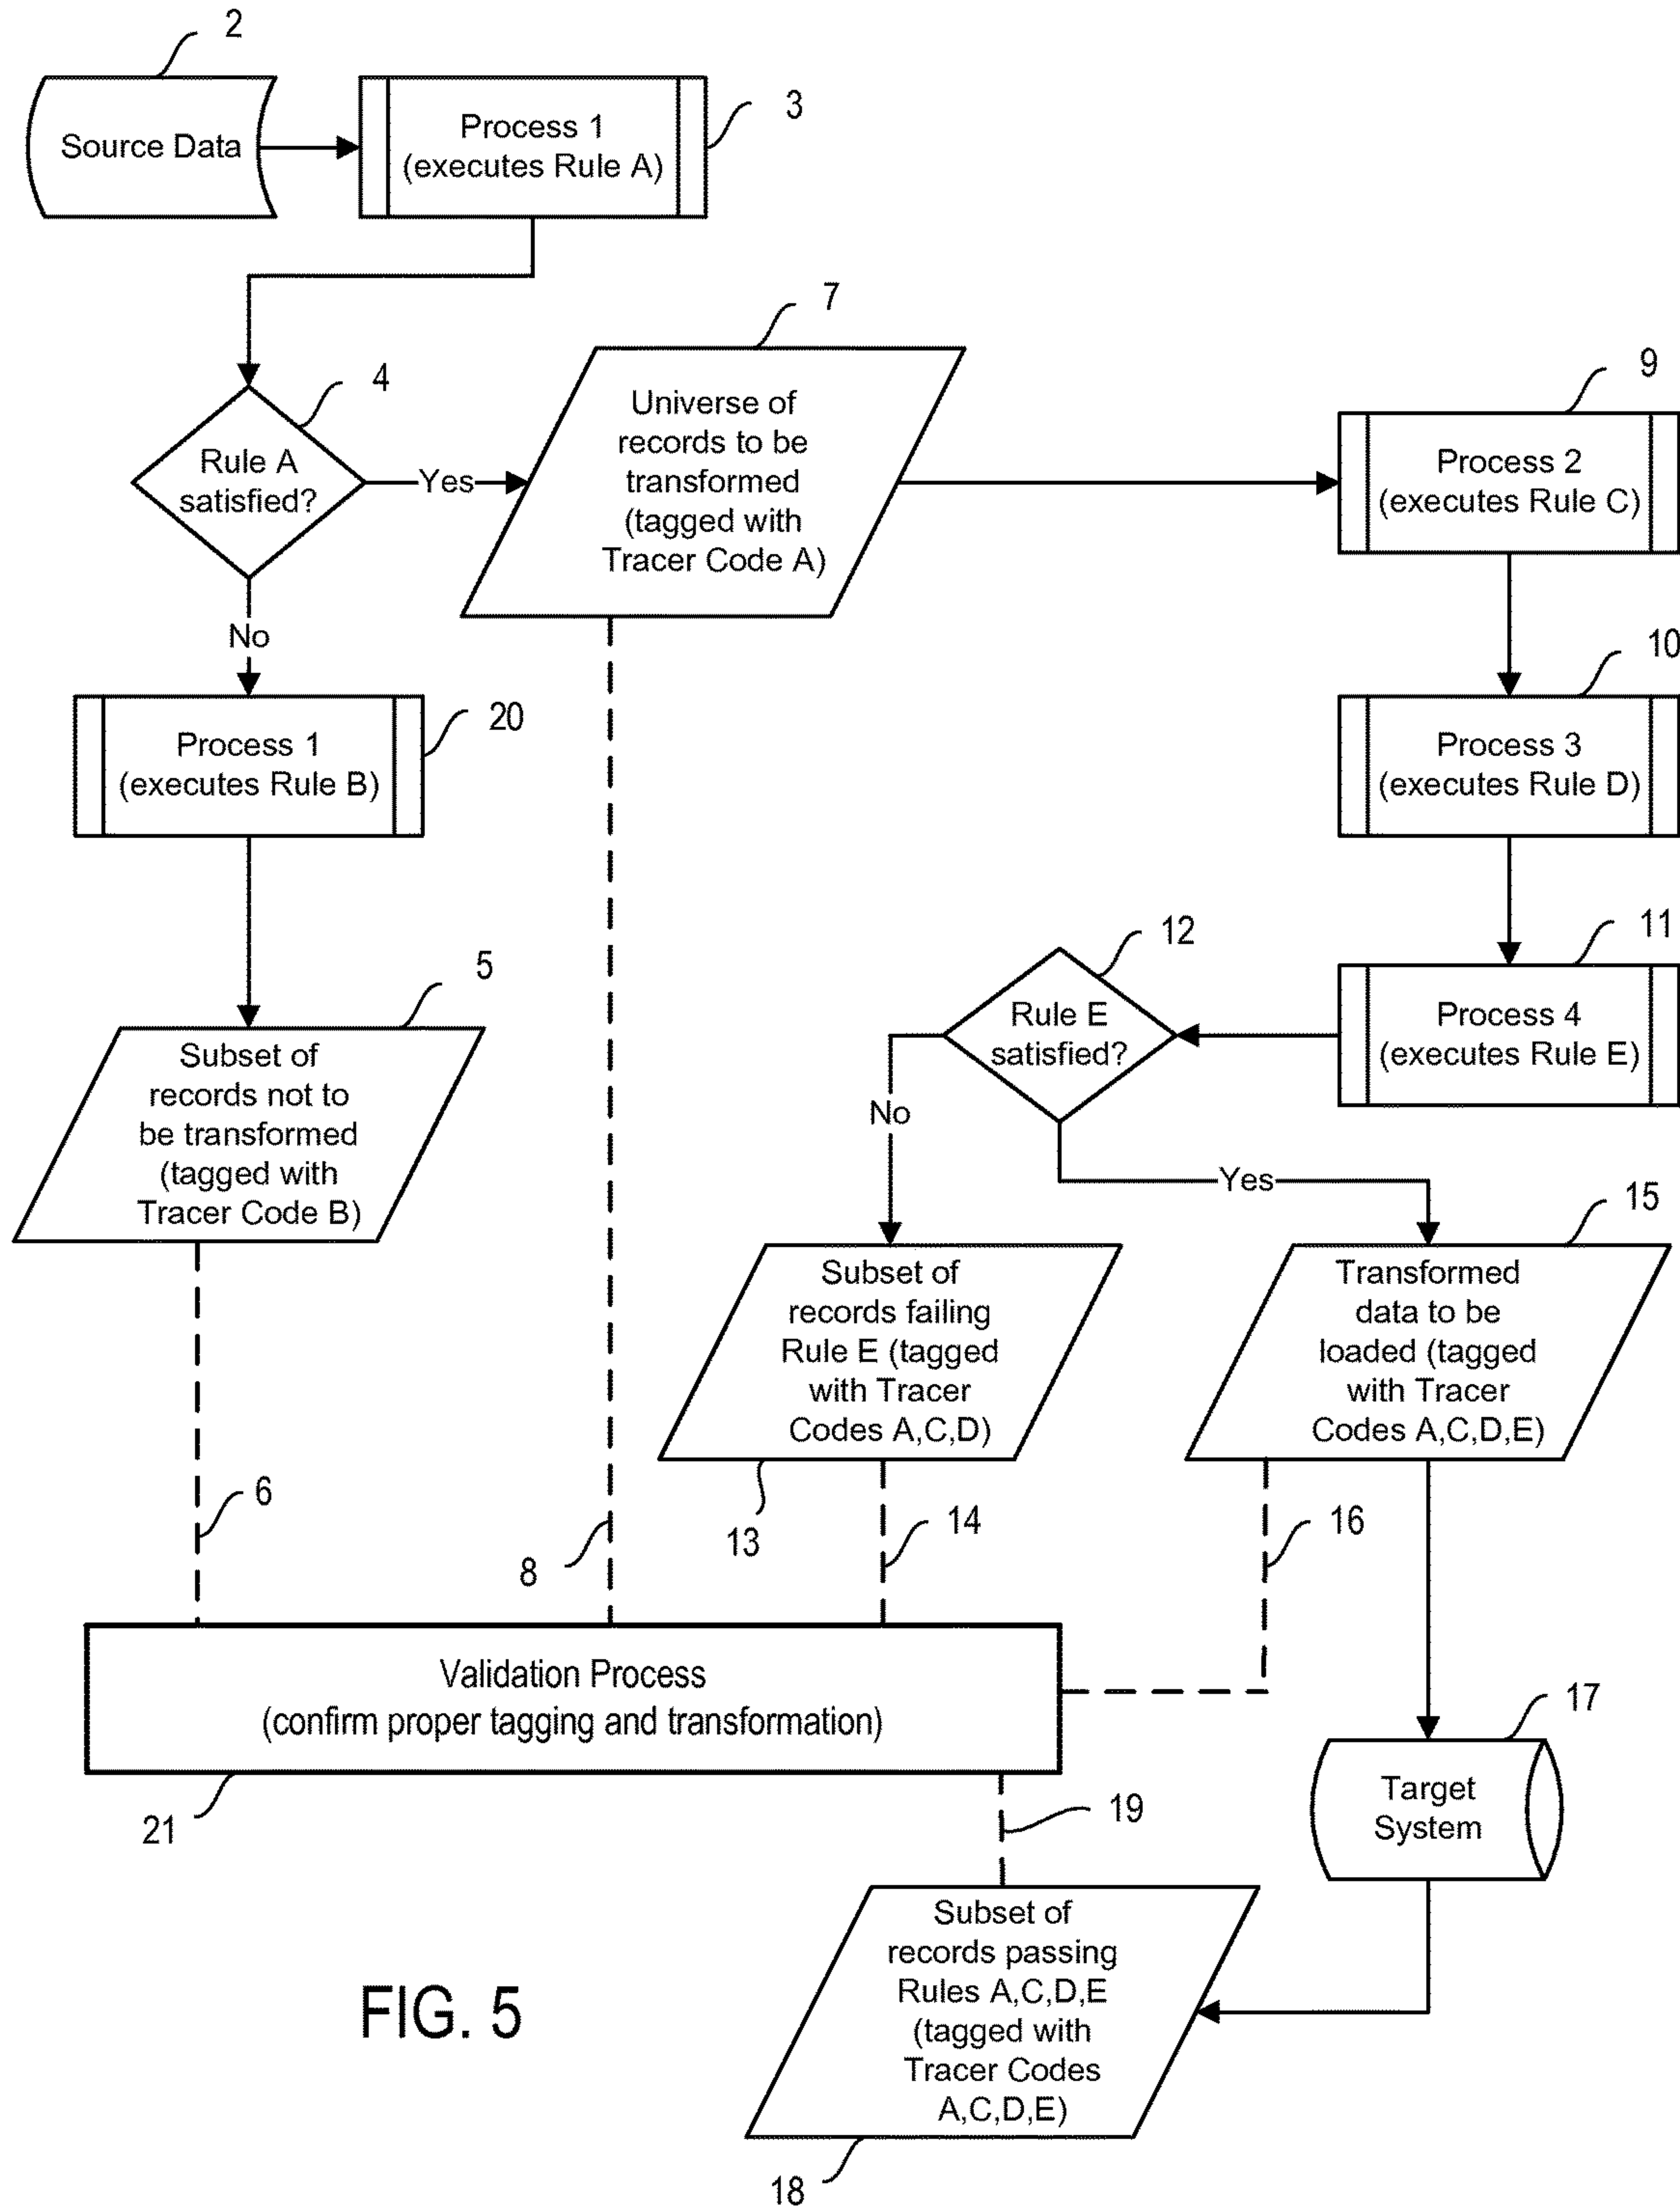 2
Source Data
Process 1
(executes Rule A)
3
4
Rule A
satisfied?
Yes
No
7
Universe of
records to be
transformed
(tagged with
Tracer Code A)
9
Process 2
(executes Rule C)
20
Process 1
(executes Rule B)
10
Process 3
(executes Rule D)
5
Subset of
records not to
be transformed
(tagged with
Tracer Code B)
12
Rule E
satisfied?
11
Process 4
(executes Rule E)
No
Yes
Subset of
records failing
Rule E (tagged
with Tracer
Codes A,C,D)
15
Transformed
data to be
loaded (tagged
with Tracer
Codes A,C,D,E)
6
8
13
14
16
Validation Process
(confirm proper tagging and transformation)
21
19
17
Target
System
Subset of
records passing
Rules A,C,D,E
(tagged with
Tracer Codes
A,C,D,E)
18
FIG. 5